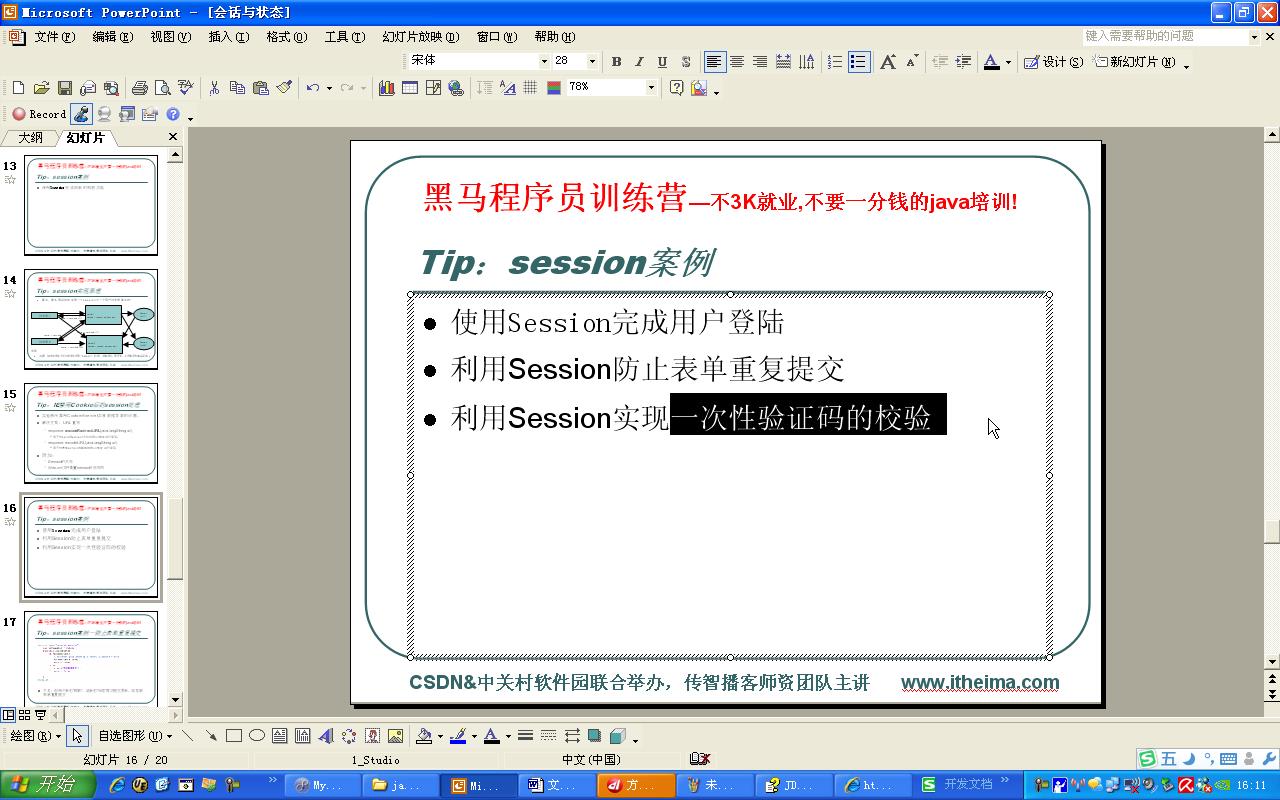 Microsoft PowerPoint - [会话与状态]
文件(F) 编辑(E) 视图(V) 插入(I) 格式(O) 工具(T) 幻灯片放映(D) 窗口(W) 帮助(H) 键入需要帮助的问题
宋体 28 B I U S 设计(S) 新幻灯片(N)
78%
Record
大纲 幻灯片
13
14
15
16
17
黑马程序员训练营—不3K就业,不要一分钱的java培训!
Tip：session案例
使用Session完成用户登陆
利用Session防止表单重复提交
利用Session实现一次性验证码的校验
CSDN&中关村软件园联合举办，传智播客师资团队主讲 www.itheima.com
绘图(R) 自选图形(U)
幻灯片 16 / 20 1_Studio 中文(中国)
五
开始 My... ja... Mi... 文... 方... 未... JD... ht... 开发文档 16:11